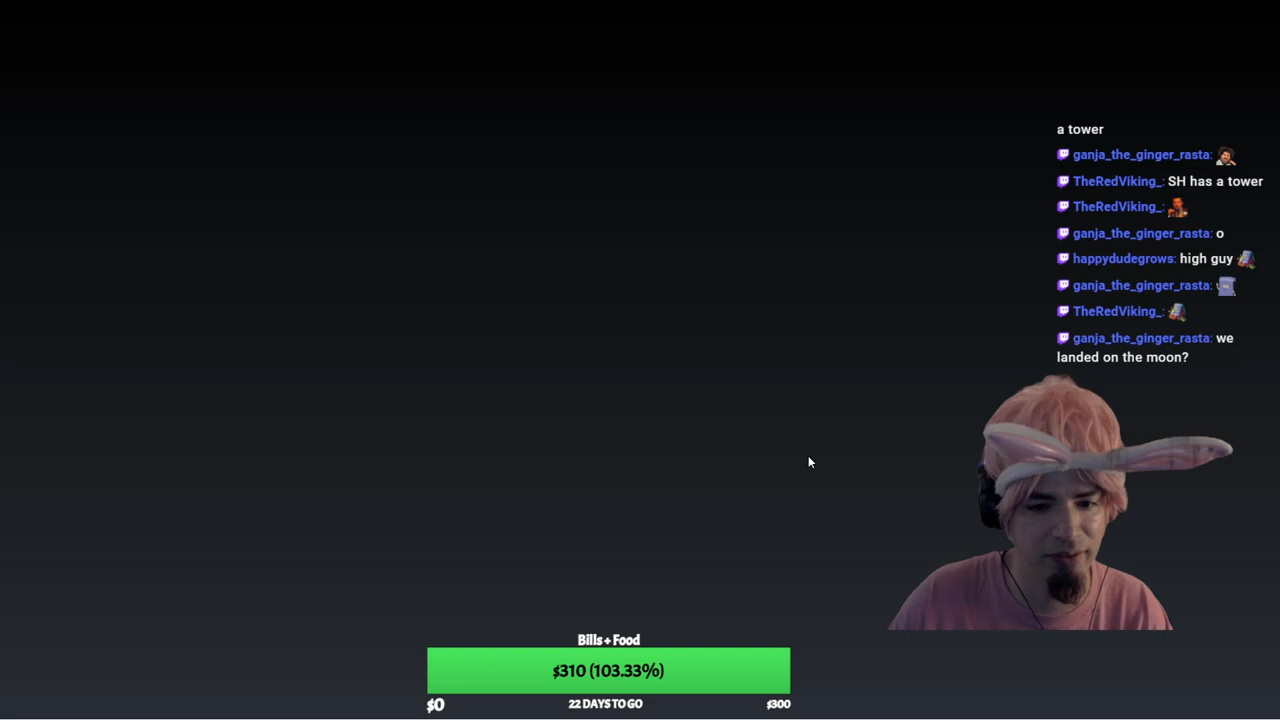 a tower
ganja_the_ginger_rasta:
TheRedViking_: SH has a tower
TheRedViking_:
ganja_the_ginger_rasta: o
happydudegrows: high guy
ganja_the_ginger_rasta:
TheRedViking_:
ganja_the_ginger_rasta: we
landed on the moon?
Bills + Food
$310 (103.33%)
$0 22 DAYS TO GO $300